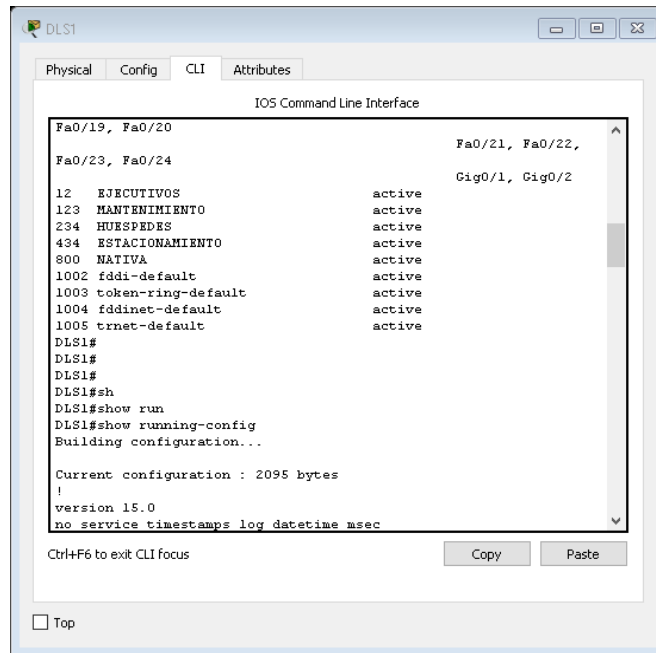 DLS1
Physical Config CLI Attributes
IOS Command Line Interface
Fa0/19, Fa0/20
Fa0/21, Fa0/22,
Fa0/23, Fa0/24
Gig0/1, Gig0/2
12 EJECUTIVOS active
123 MANTENIMIENTO active
234 HUESPEDES active
434 ESTACIONAMIENTO active
800 NATIVA active
1002 fddi-default active
1003 token-ring-default active
1004 fddinet-default active
1005 trnet-default active
DLS1#
DLS1#
DLS1#
DLS1#sh
DLS1#show run
DLS1#show running-config
Building configuration...
Current configuration : 2095 bytes
!
version 15.0
no service timestamps log datetime msec
Ctrl+F6 to exit CLI focus
Copy Paste
Top